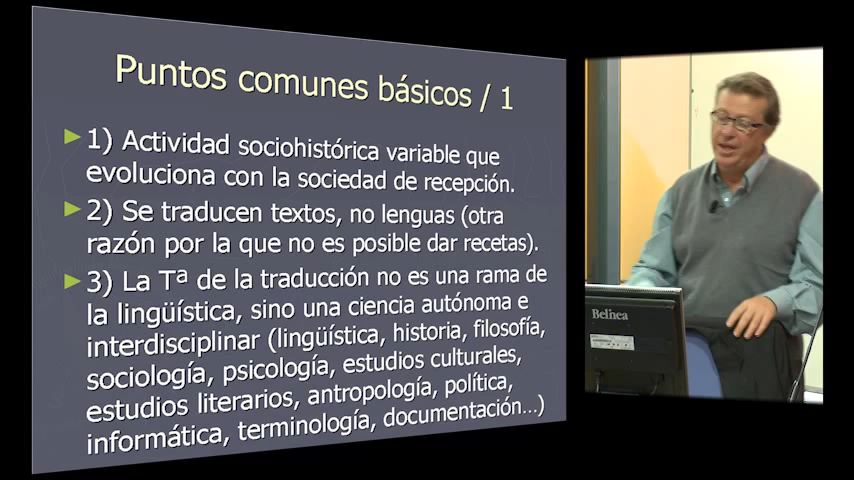 Puntos comunes básicos / 1
1) Actividad sociohistórica variable que
evoluciona con la sociedad de recepción.
2) Se traducen textos, no lenguas (otra
razón por la que no es posible dar recetas).
3) La Tª de la traducción no es una rama de
la lingüística, sino una ciencia autónoma e
interdisciplinar (lingüística, historia, filosofía,
sociología, psicología, estudios culturales,
estudios literarios, antropología, política,
informática, terminología, documentación…)
Belinea